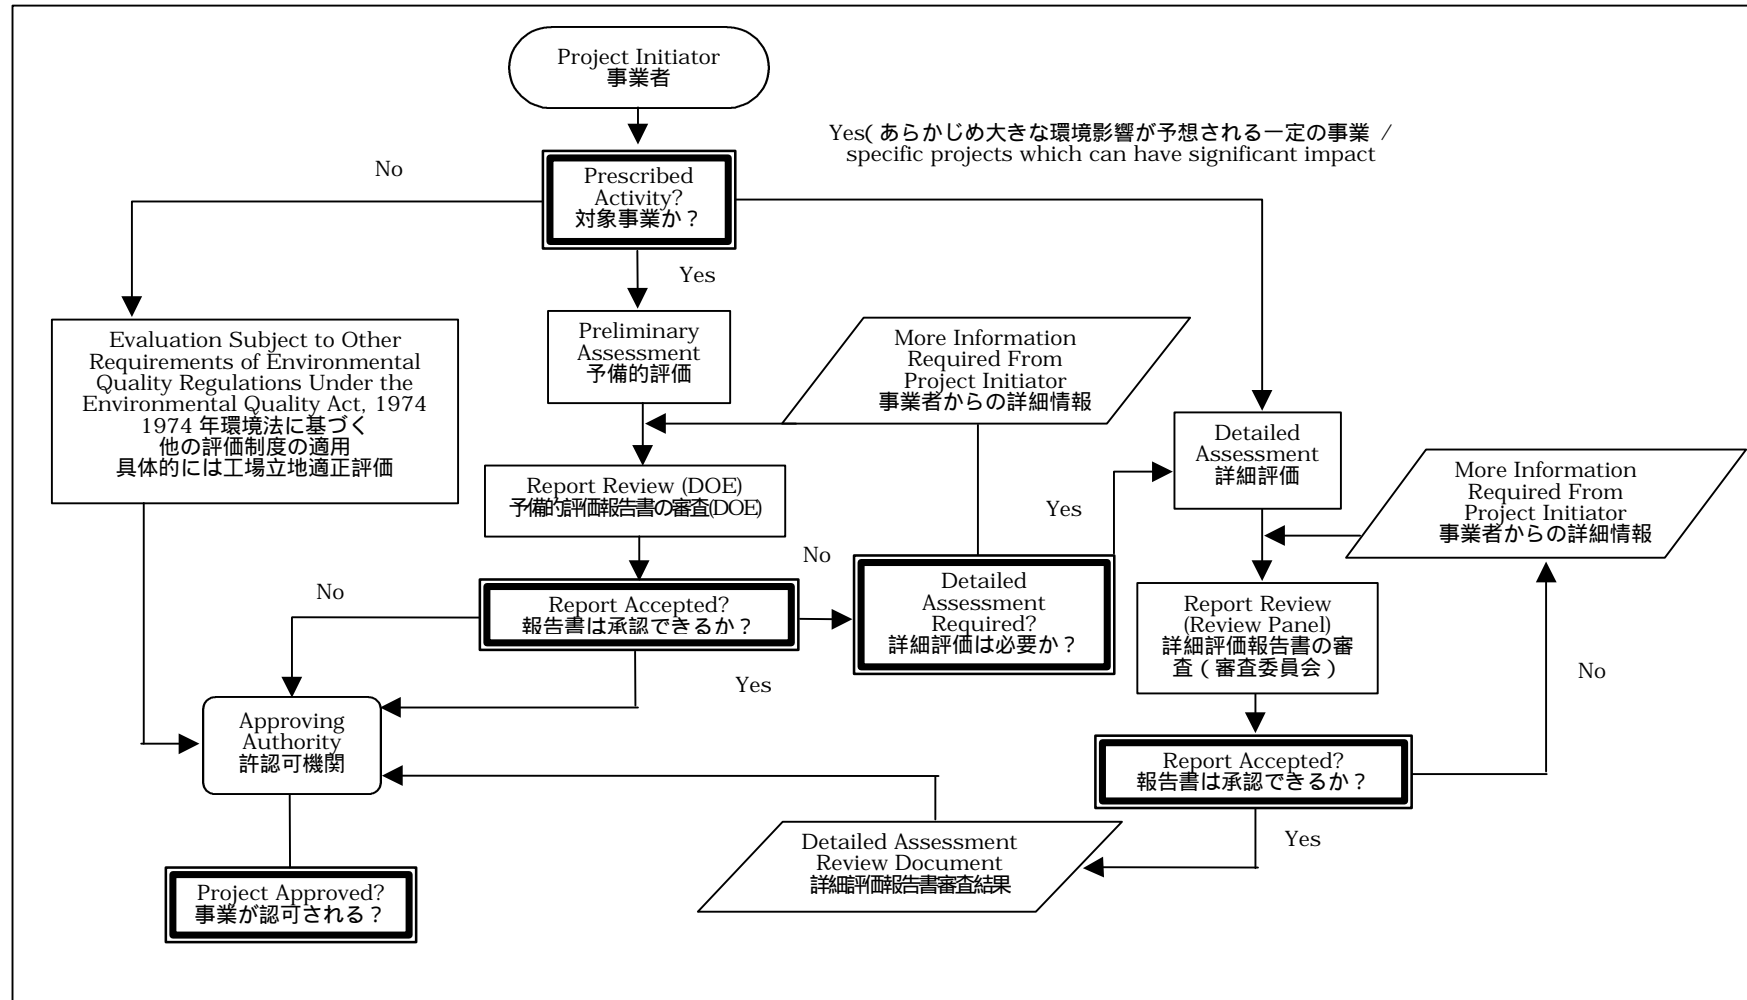 Project Initiator
事業者
Yes( あらかじめ大きな環境影響が予想される一定の事業 /
specific projects which can have significant impact
No
Prescribed
Activity?
対象事業か？
Yes
Evaluation Subject to Other
Requirements of Environmental
Quality Regulations Under the
Environmental Quality Act, 1974
1974 年環境法に基づく
他の評価制度の適用
具体的には工場立地適正評価
Preliminary
Assessment
予備的評価
More Information
Required From
Project Initiator
事業者からの詳細情報
Detailed
Assessment
詳細評価
More Information
Required From
Project Initiator
事業者からの詳細情報
Report Review (DOE)
予備的評価報告書の審査(DOE)
Yes
No
No
Report Accepted?
報告書は承認できるか？
Detailed
Assessment
Required?
詳細評価は必要か？
Report Review
(Review Panel)
詳細評価報告書の審
査（審査委員会）
No
Yes
Approving
Authority
許認可機関
Report Accepted?
報告書は承認できるか？
Yes
Detailed Assessment
Review Document
詳細評価報告書審査結果
Project Approved?
事業が認可される？